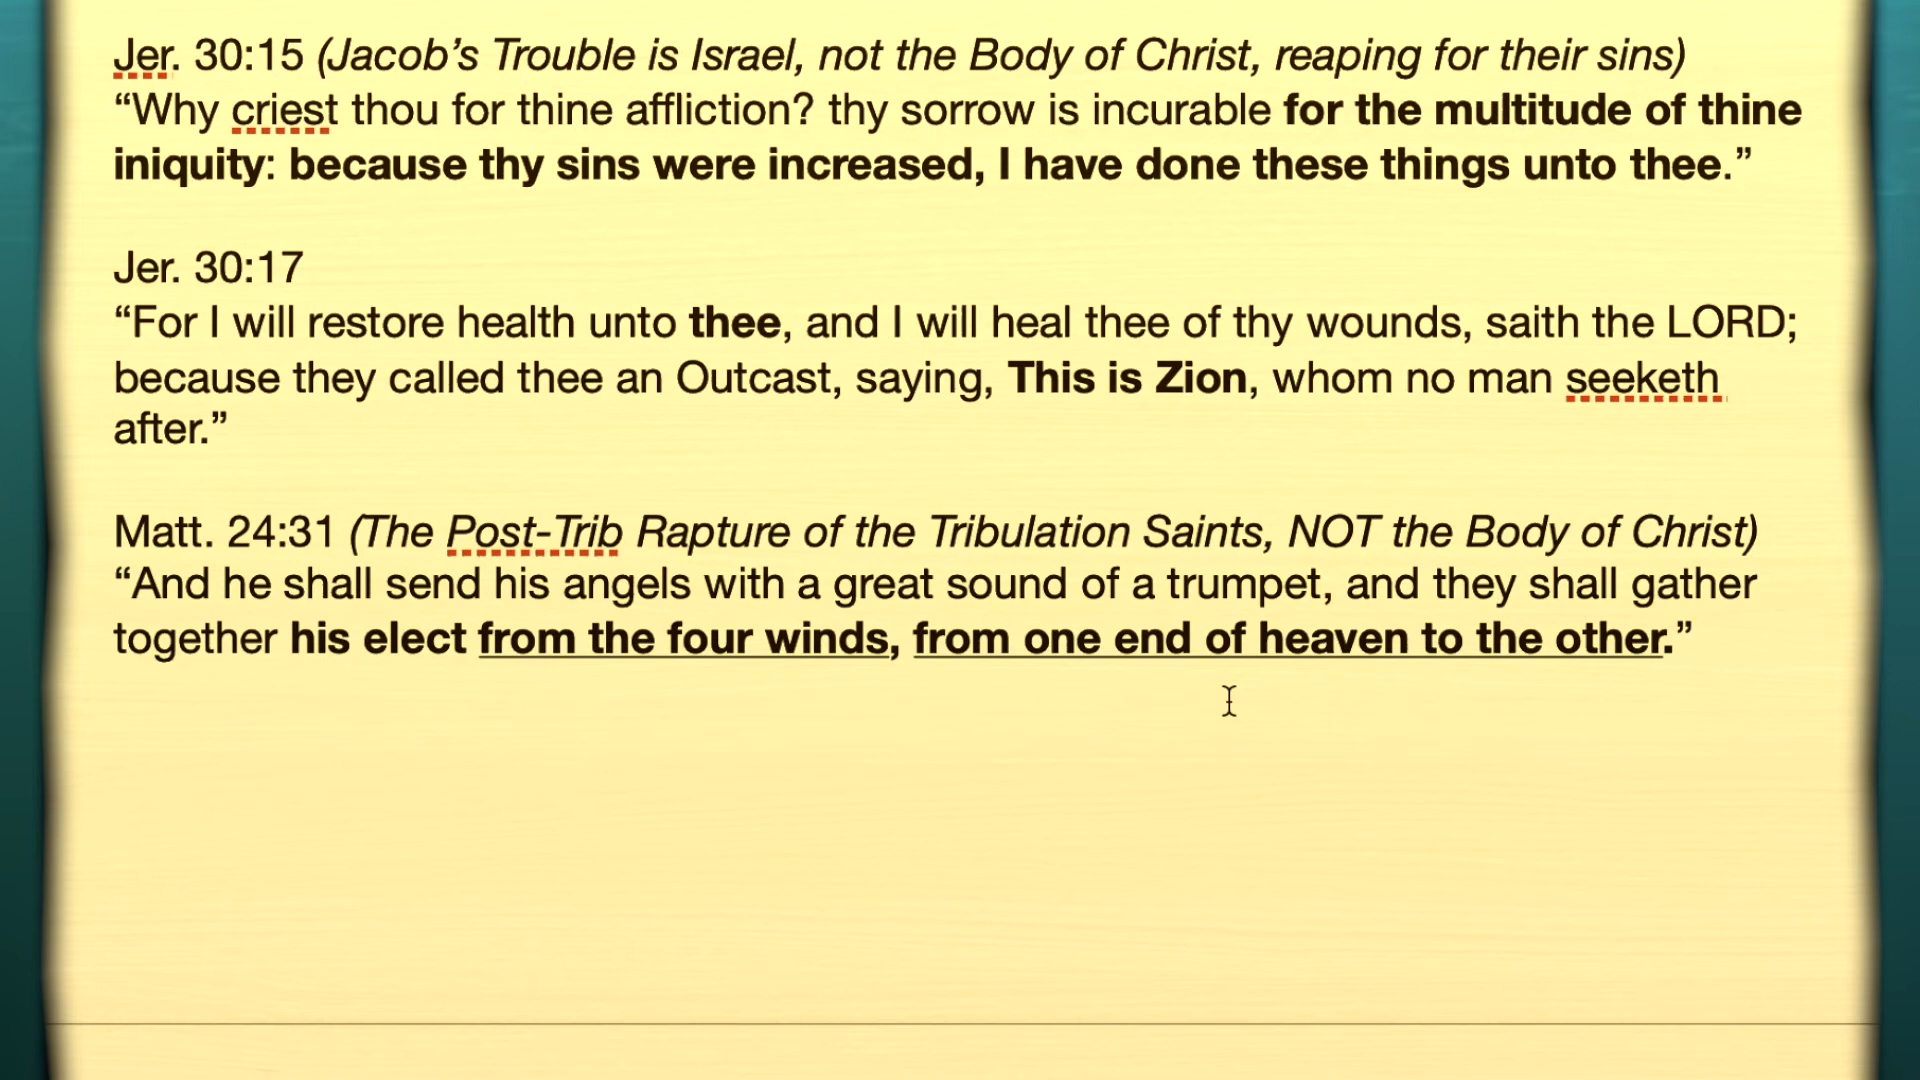 Jer. 30:15 (Jacob’s Trouble is Israel, not the Body of Christ, reaping for their sins)
“Why criest thou for thine affliction? thy sorrow is incurable for the multitude of thine
iniquity: because thy sins were increased, I have done these things unto thee.”
Jer. 30:17
“For I will restore health unto thee, and I will heal thee of thy wounds, saith the LORD;
because they called thee an Outcast, saying, This is Zion, whom no man seeketh
after.”
Matt. 24:31 (The Post-Trib Rapture of the Tribulation Saints, NOT the Body of Christ)
“And he shall send his angels with a great sound of a trumpet, and they shall gather
together his elect from the four winds, from one end of heaven to the other.”